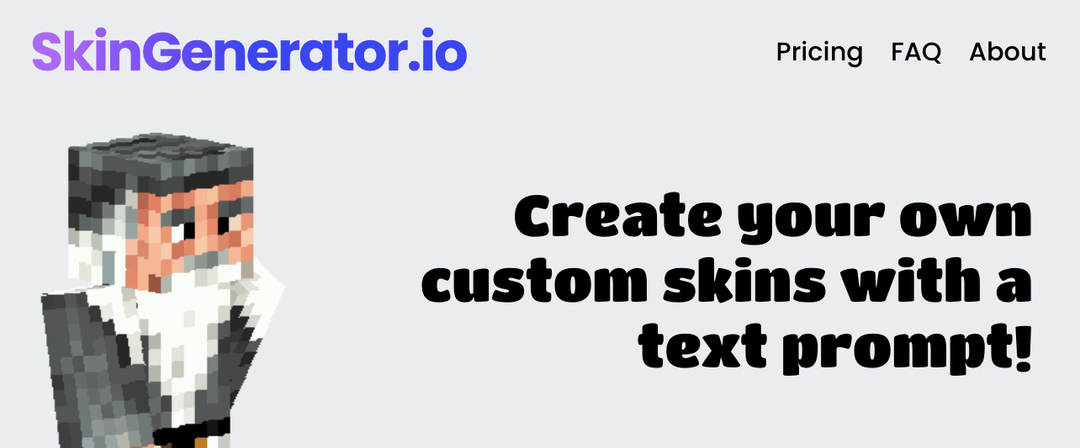 SkinGenerator.io
Pricing FAQ About
Create your own
custom skins with a
text prompt!